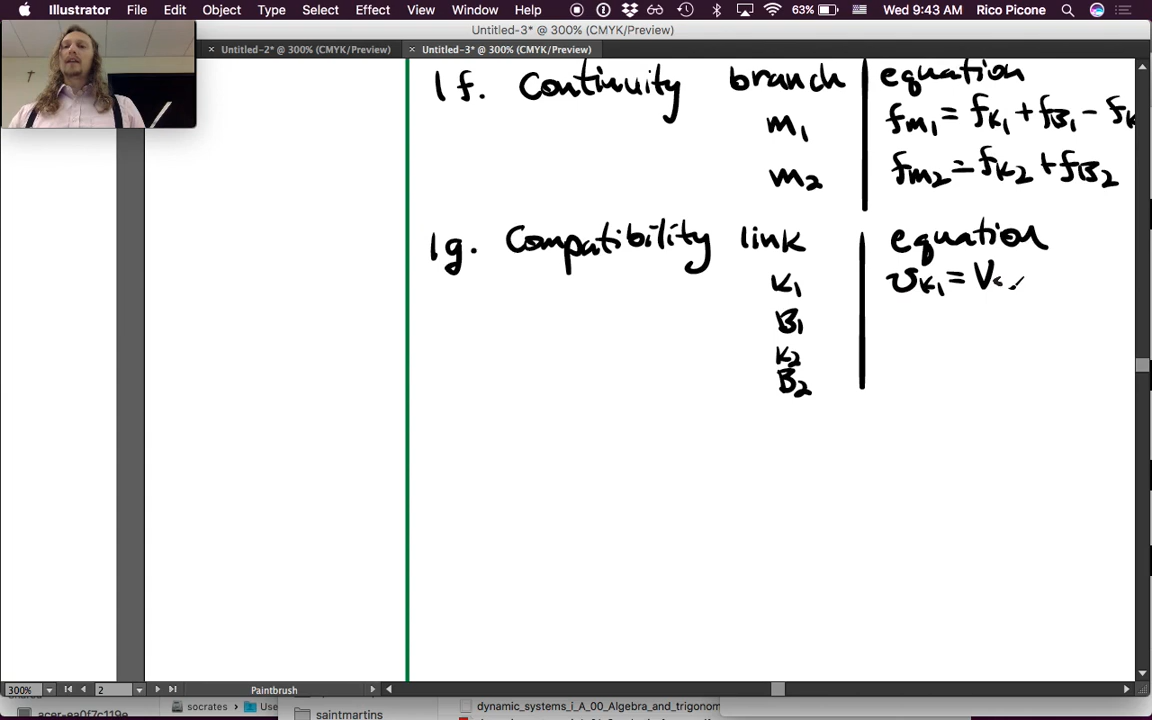 Illustrator File Edit Object Type Select Effect View Window Help 63% Wed 9:43 AM Rico Picone
Untitled-3* @ 300% (CMYK/Preview)
× Untitled-2* @ 300% (CMYK/Preview) × Untitled-3* @ 300% (CMYK/Preview)
1f. Continuity branch | equation
m₁ | fm₁ = fK₁ + fB₁ - fK
m₂ | fm₂ = fK₂ + fB₂
1g. Compatibility link | equation
K₁ | vK₁ = Vs
B₁
K₂
B₂
300% 2 Paintbrush
socrates Use dynamic_systems_i_A_00_Algebra_and_trigonom
acer-ea0f7c119e saintmartins